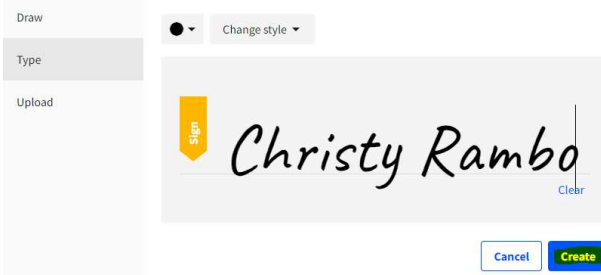 Draw
Change style
Type
Upload
Sign
Christy Rambo
Clear
Cancel
Create